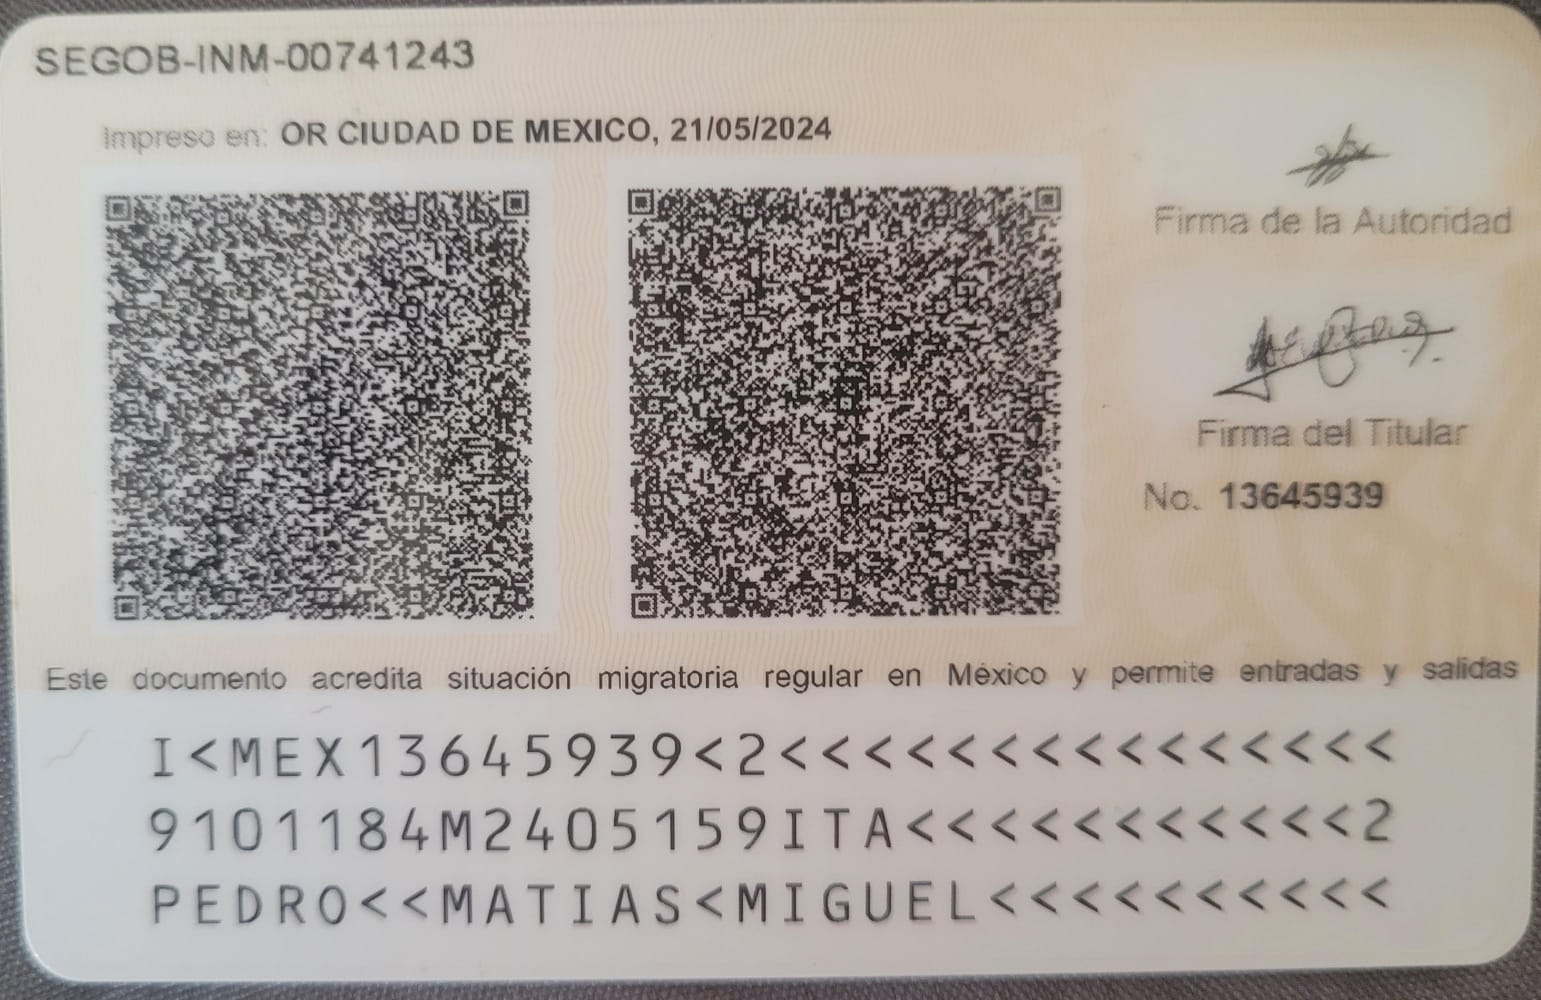 SEGOB-INM-00741243
Impreso en: OR CIUDAD DE MEXICO, 21/05/2024
Firma de la Autoridad
Firma del Titular
No. 13645939
Este documento acredita situación migratoria regular en México y permite entradas y salidas
I<MEX13645939<2<<<<<<<<<<<<<<<
9101184M2405159ITA<<<<<<<<<<<2
PEDRO<<MATIAS<MIGUEL<<<<<<<<<<